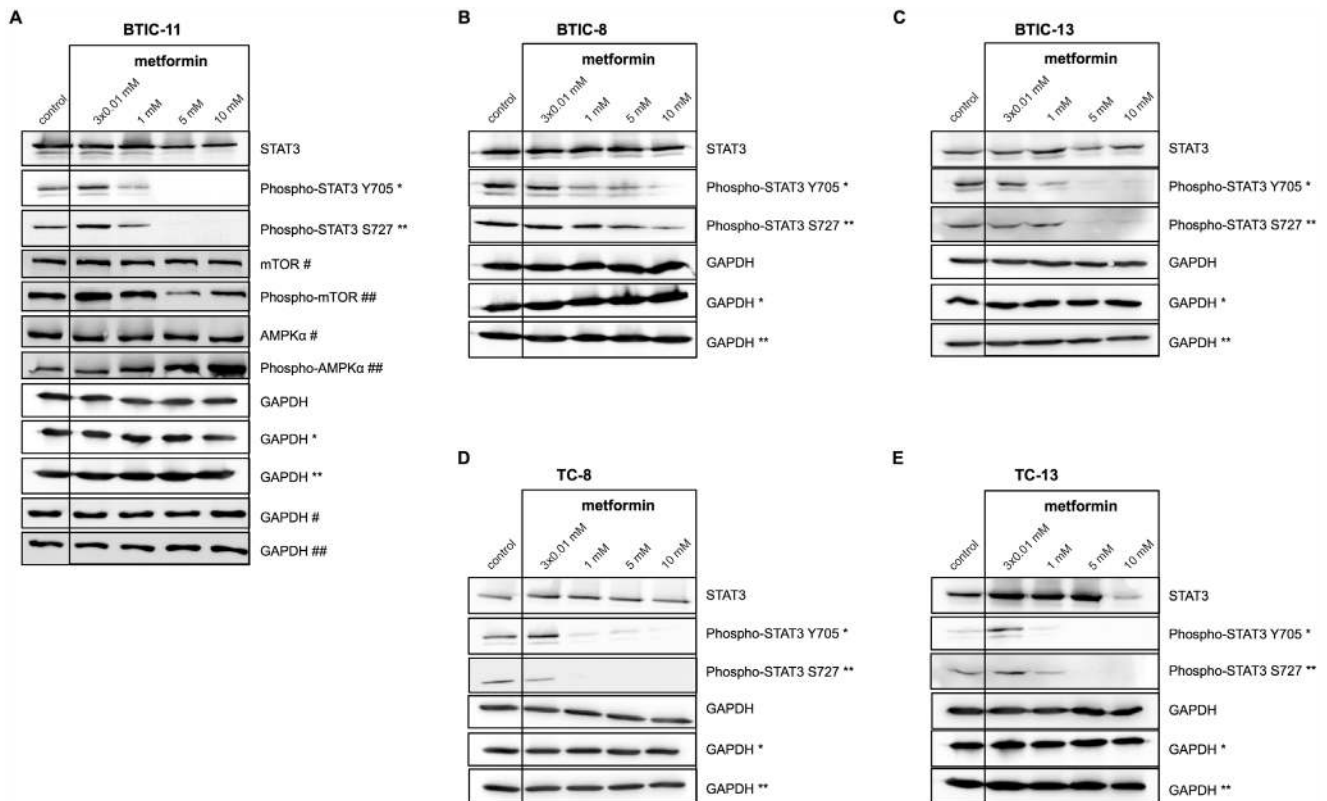 A
BTIC-11
metformin
control
3x0.01 mM
1 mM
5 mM
10 mM
STAT3
Phospho-STAT3 Y705 *
Phospho-STAT3 S727 **
mTOR #
Phospho-mTOR ##
AMPKα #
Phospho-AMPKα ##
GAPDH
GAPDH *
GAPDH **
GAPDH #
GAPDH ##
B
BTIC-8
metformin
control
3x0.01 mM
1 mM
5 mM
10 mM
STAT3
Phospho-STAT3 Y705 *
Phospho-STAT3 S727 **
GAPDH
GAPDH *
GAPDH **
C
BTIC-13
metformin
control
3x0.01 mM
1 mM
5 mM
10 mM
STAT3
Phospho-STAT3 Y705 *
Phospho-STAT3 S727 **
GAPDH
GAPDH *
GAPDH **
D
TC-8
metformin
control
3x0.01 mM
1 mM
5 mM
10 mM
STAT3
Phospho-STAT3 Y705 *
Phospho-STAT3 S727 **
GAPDH
GAPDH *
GAPDH **
E
TC-13
metformin
control
3x0.01 mM
1 mM
5 mM
10 mM
STAT3
Phospho-STAT3 Y705 *
Phospho-STAT3 S727 **
GAPDH
GAPDH *
GAPDH **